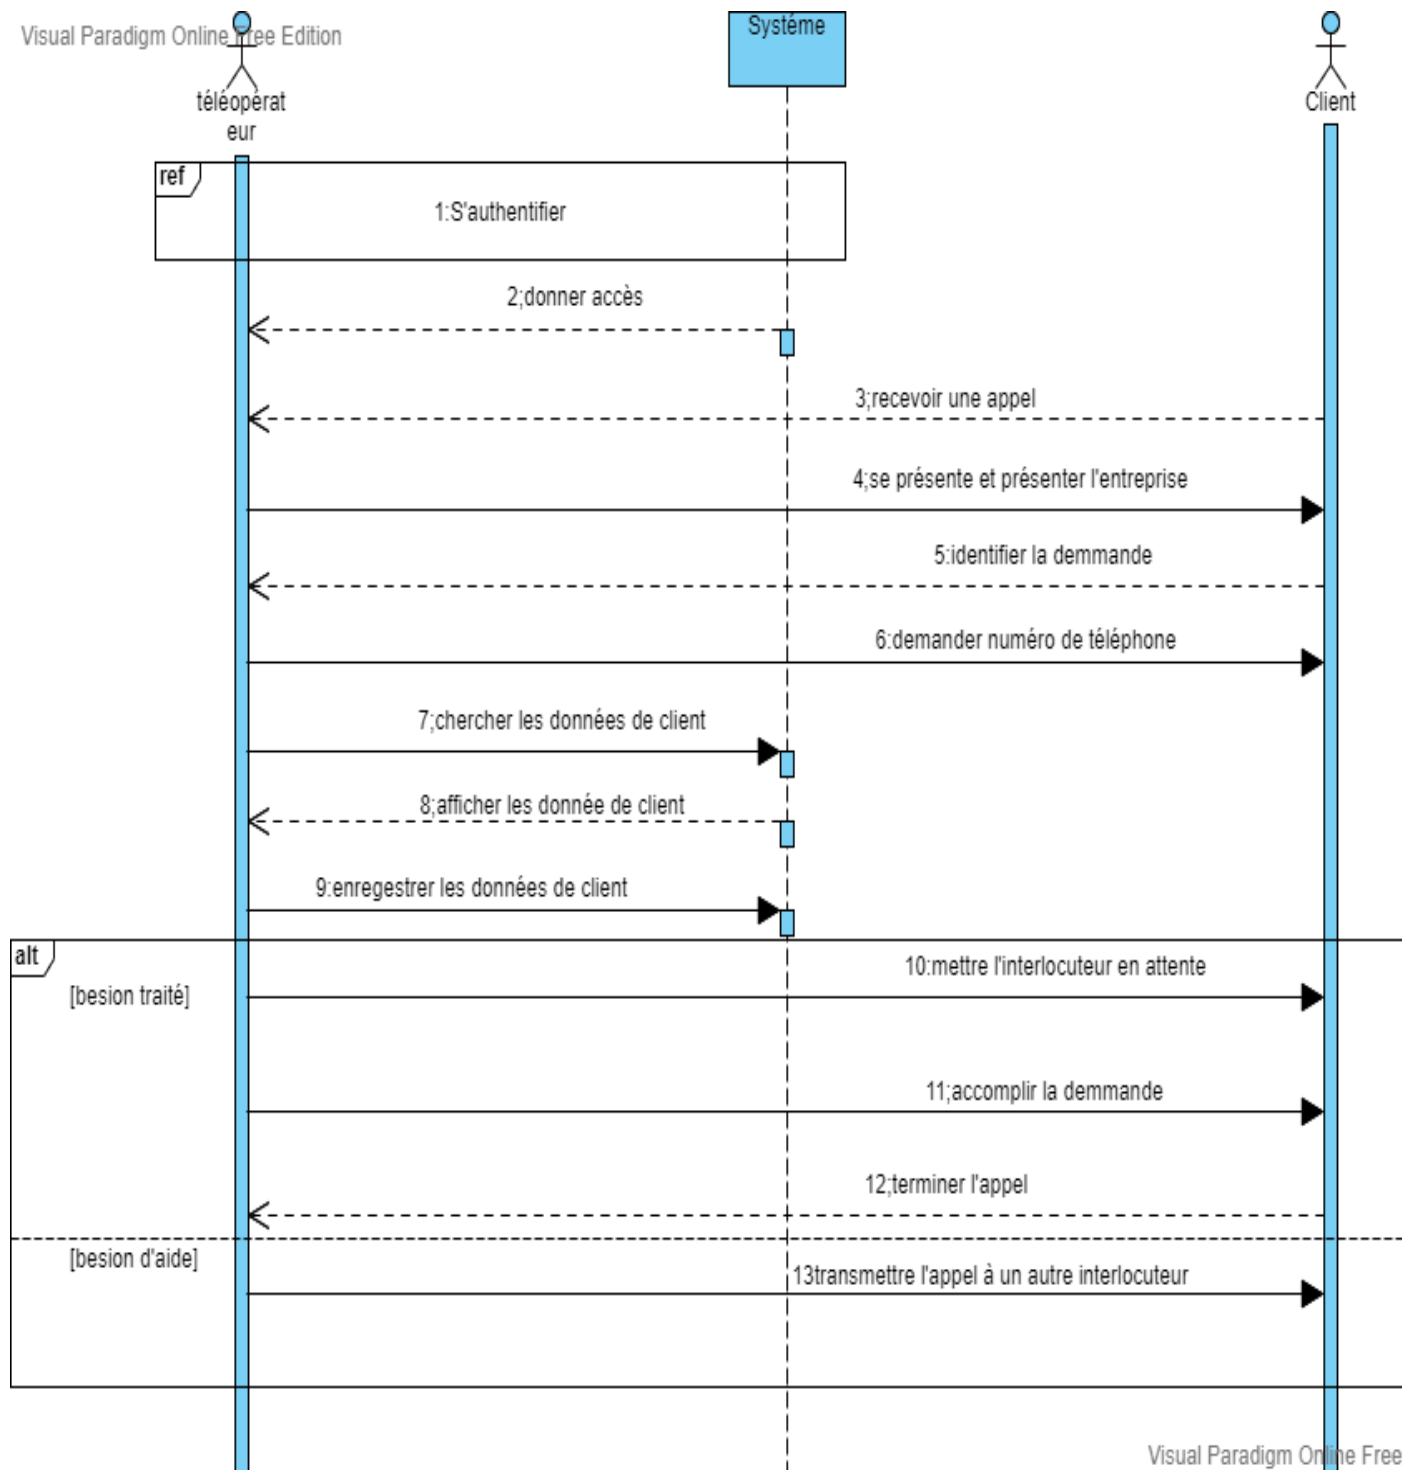 Visual Paradigm Online Free Edition
Systéme
téléopérat
eur
Client
ref
1:S'authentifier
2;donner accès
3;recevoir une appel
4;se présente et présenter l'entreprise
5:identifier la demmande
6:demander numéro de téléphone
7;chercher les données de client
8;afficher les donnée de client
9:enregestrer les données de client
alt
10:mettre l'interlocuteur en attente
[besion traité]
11;accomplir la demmande
12;terminer l'appel
[besion d'aide]
13transmettre l'appel à un autre interlocuteur
Visual Paradigm Online Free